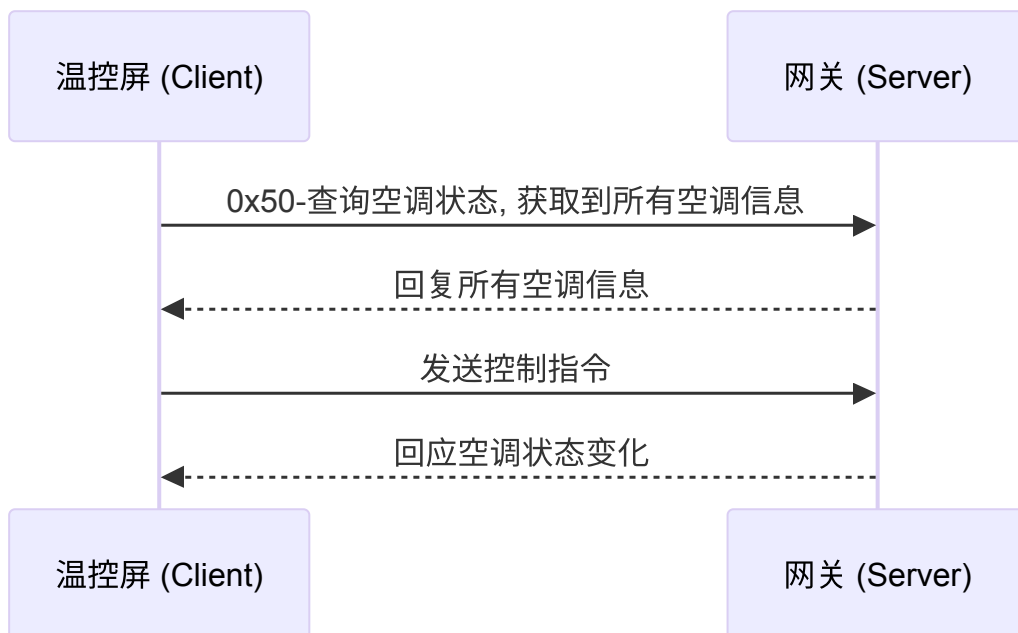 温控屏 (Client)
网关 (Server)
0x50-查询空调状态, 获取到所有空调信息
回复所有空调信息
发送控制指令
回应空调状态变化
温控屏 (Client)
网关 (Server)